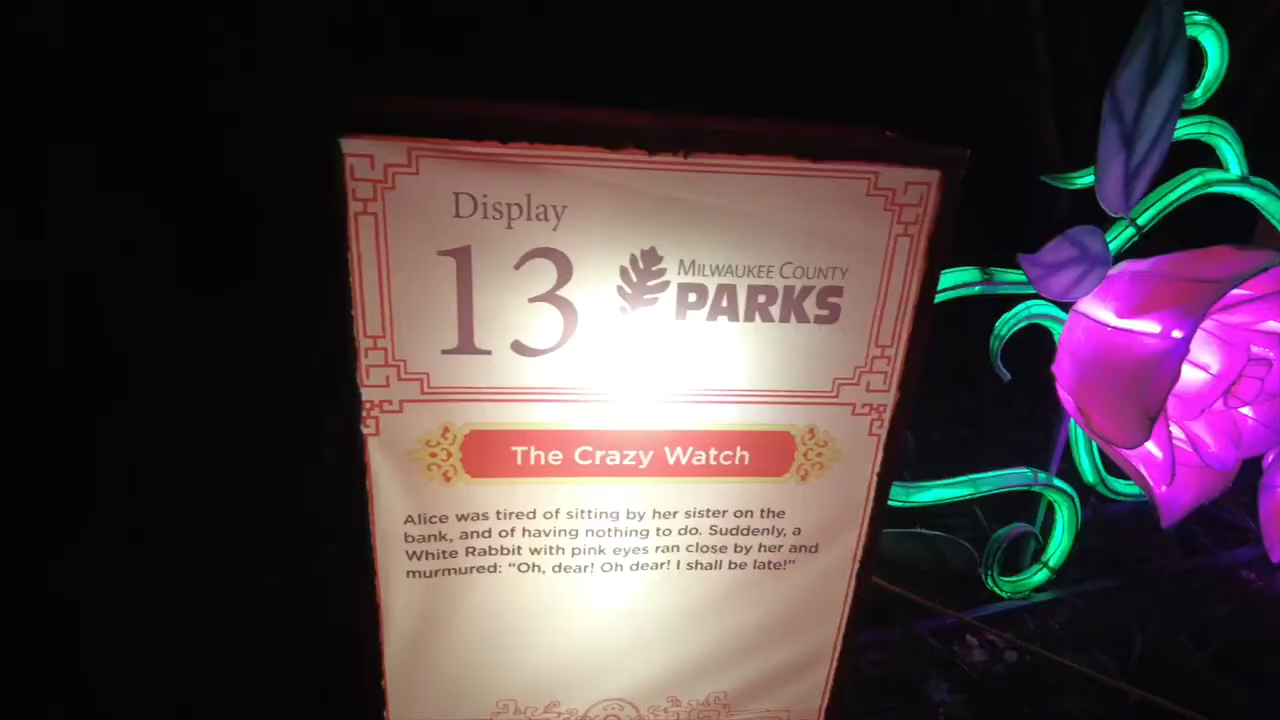 Display
13
MILWAUKEE COUNTY
PARKS
The Crazy Watch
Alice was tired of sitting by her sister on the
bank, and of having nothing to do. Suddenly, a
White Rabbit with pink eyes ran close by her and
murmured: “Oh, dear! Oh dear! I shall be late!”